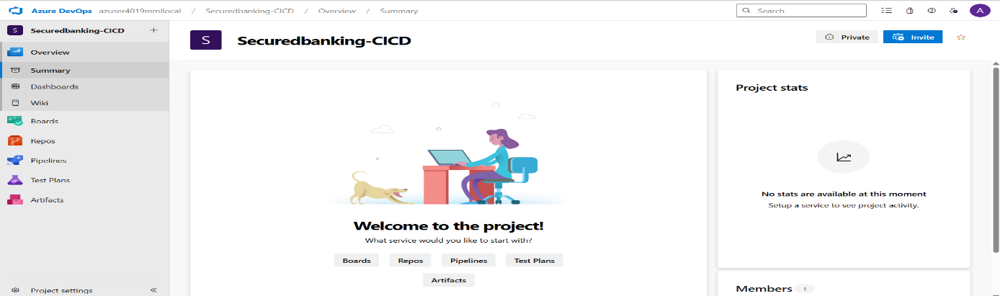 Azure DevOps azuser4019mmllocal / Securedbanking-CICD / Overview / Summary Search A
S Securedbanking-CICD +
Overview
Summary
Dashboards
Wiki
Boards
Repos
Pipelines
Test Plans
Artifacts
Project settings
S Securedbanking-CICD Private Invite
Welcome to the project!
What service would you like to start with?
Boards Repos Pipelines Test Plans
Artifacts
Project stats
No stats are available at this moment
Setup a service to see project activity.
Members 1